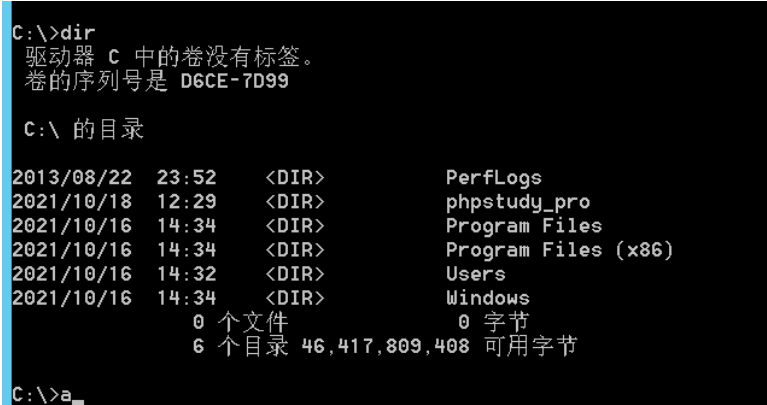 C:\>dir
驱动器 C 中的卷没有标签。
卷的序列号是 D6CE-7D99
C:\ 的目录
2013/08/22  23:52    <DIR>          PerfLogs
2021/10/18  12:29    <DIR>          phpstudy_pro
2021/10/16  14:34    <DIR>          Program Files
2021/10/16  14:34    <DIR>          Program Files (x86)
2021/10/16  14:32    <DIR>          Users
2021/10/16  14:34    <DIR>          Windows
0 个文件              0 字节
6 个目录 46,417,809,408 可用字节
C:\>a_